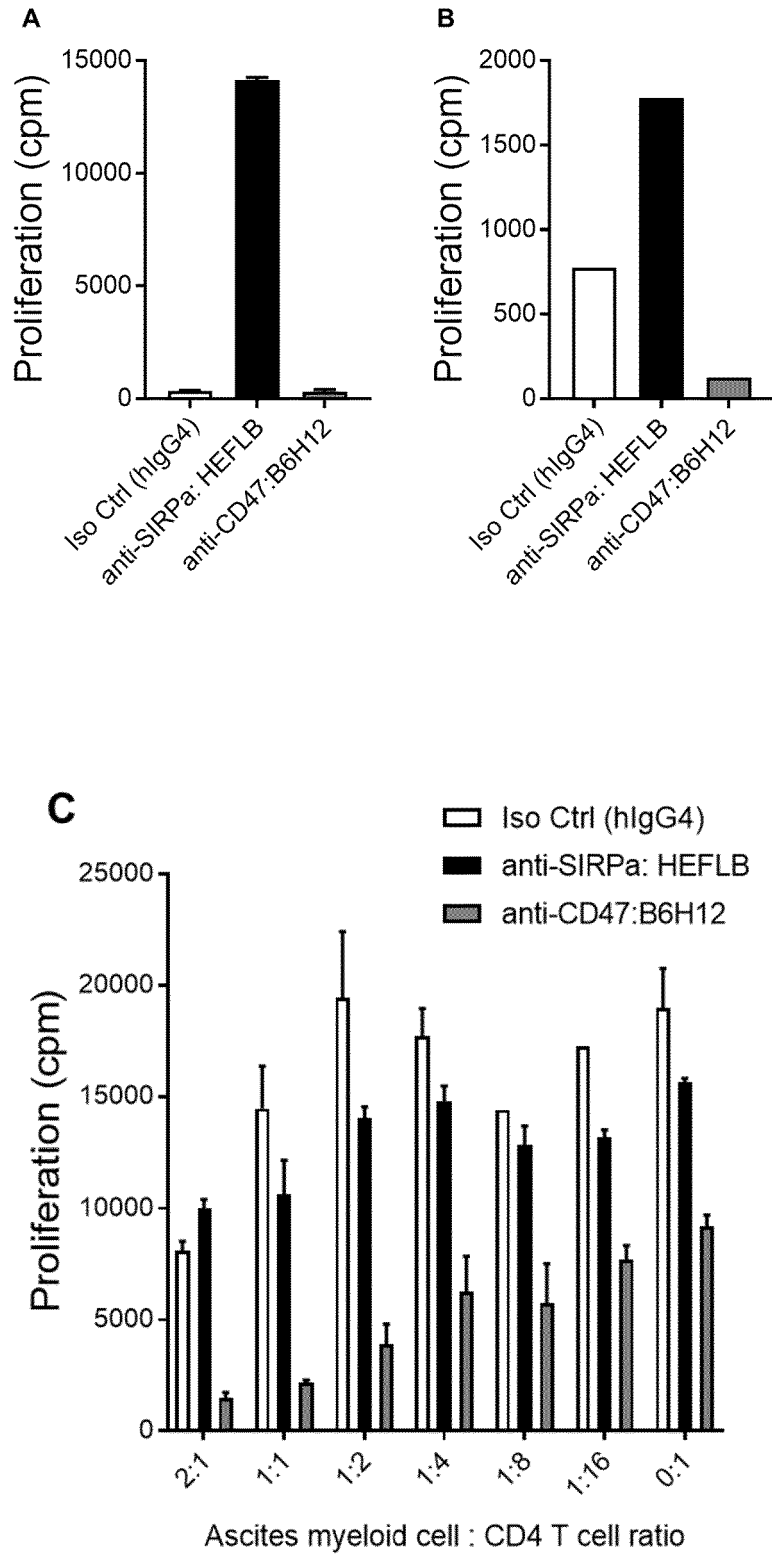 A
Proliferation (cpm)
15000
10000
5000
0
Iso Ctrl (hIgG4)
anti-SIRPa: HEFLB
anti-CD47:B6H12
B
Proliferation (cpm)
2000
1500
1000
500
0
Iso Ctrl (hIgG4)
anti-SIRPa: HEFLB
anti-CD47:B6H12
C
Iso Ctrl (hIgG4)
anti-SIRPa: HEFLB
anti-CD47:B6H12
Proliferation (cpm)
25000
20000
15000
10000
5000
0
2:1
1:1
1:2
1:4
1:8
1:16
0:1
Ascites myeloid cell : CD4 T cell ratio